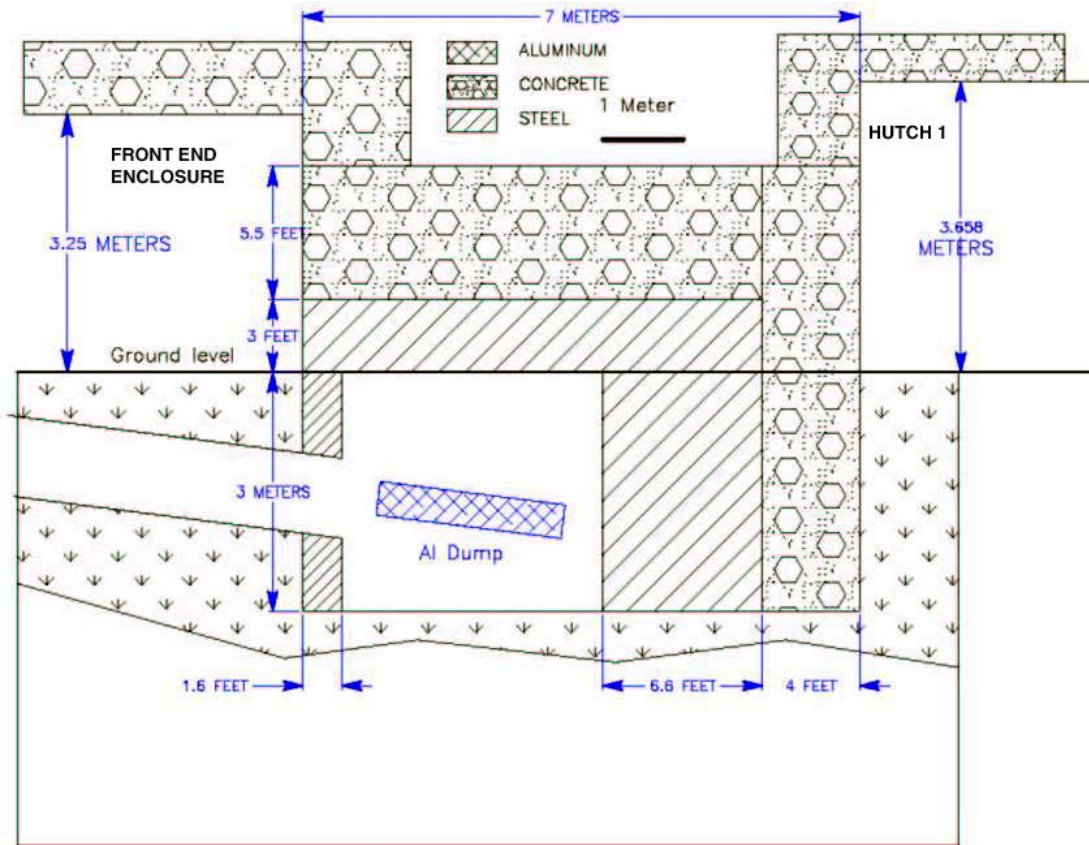 7 METERS
ALUMINUM
CONCRETE
STEEL
1 Meter
HUTCH 1
FRONT END
ENCLOSURE
3.25 METERS
5.5 FEET
3.658
METERS
3 FEET
Ground level
3 METERS
Al Dump
1.6 FEET
6.6 FEET
4 FEET